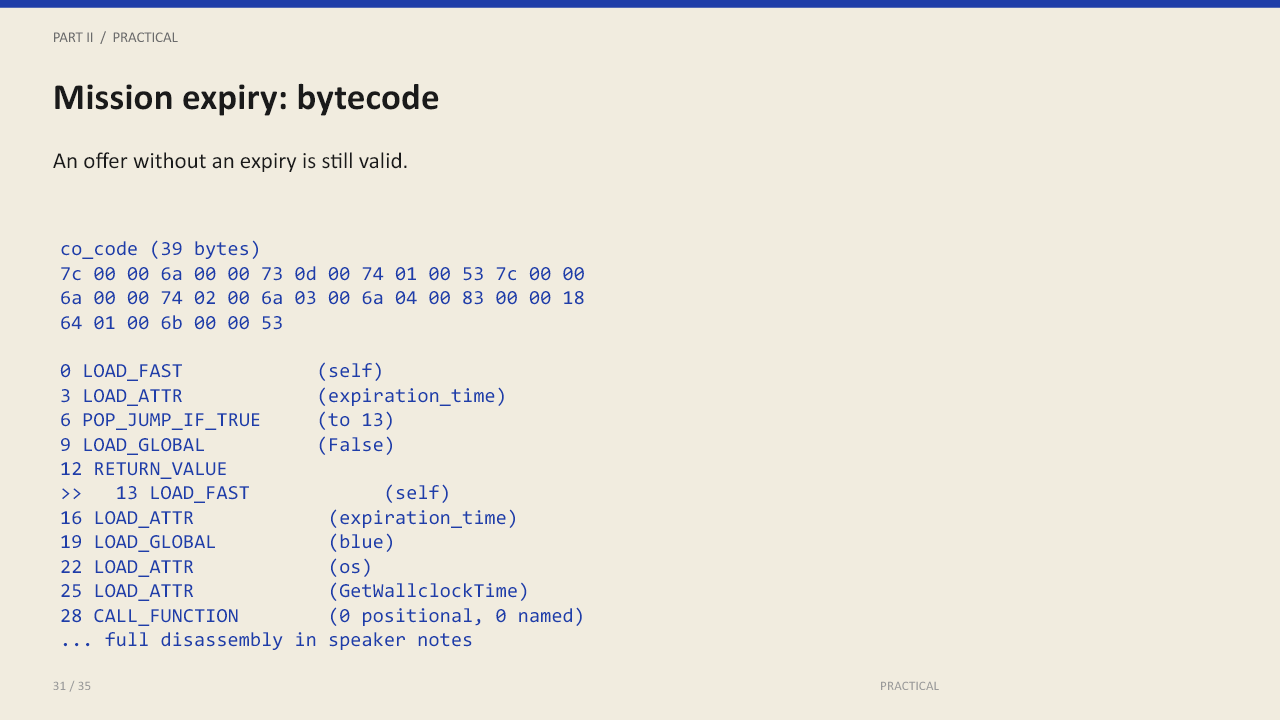 PART II / PRACTICAL
Mission expiry: bytecode
An offer without an expiry is still valid.
co_code (39 bytes)
7c 00 00 6a 00 00 73 0d 00 74 01 00 53 7c 00 00
6a 00 00 74 02 00 6a 03 00 6a 04 00 83 00 00 18
64 01 00 6b 00 00 53
0 LOAD_FAST            (self)
3 LOAD_ATTR            (expiration_time)
6 POP_JUMP_IF_TRUE     (to 13)
9 LOAD_GLOBAL          (False)
12 RETURN_VALUE
>>   13 LOAD_FAST            (self)
16 LOAD_ATTR            (expiration_time)
19 LOAD_GLOBAL          (blue)
22 LOAD_ATTR            (os)
25 LOAD_ATTR            (GetWallclockTime)
28 CALL_FUNCTION        (0 positional, 0 named)
... full disassembly in speaker notes
31 / 35
PRACTICAL